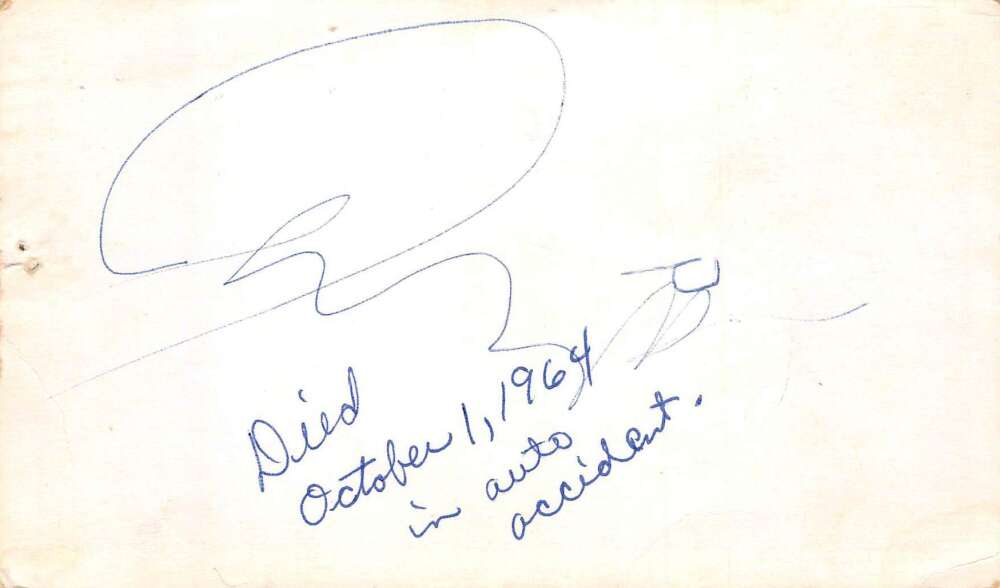 Died
October 1, 1964
in auto
accident.